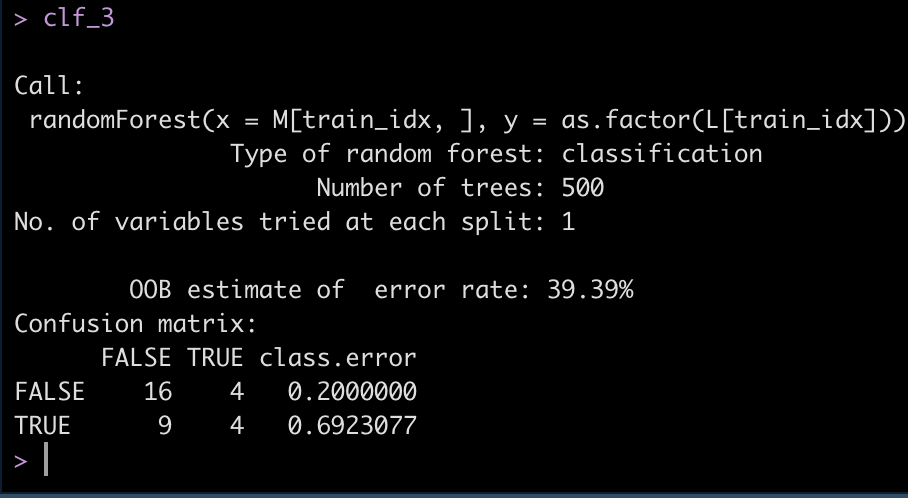 > clf_3
Call:
 randomForest(x = M[train_idx, ], y = as.factor(L[train_idx]))
               Type of random forest: classification
                     Number of trees: 500
No. of variables tried at each split: 1
        OOB estimate of  error rate: 39.39%
Confusion matrix:
      FALSE TRUE class.error
FALSE    16    4   0.2000000
TRUE      9    4   0.6923077
>